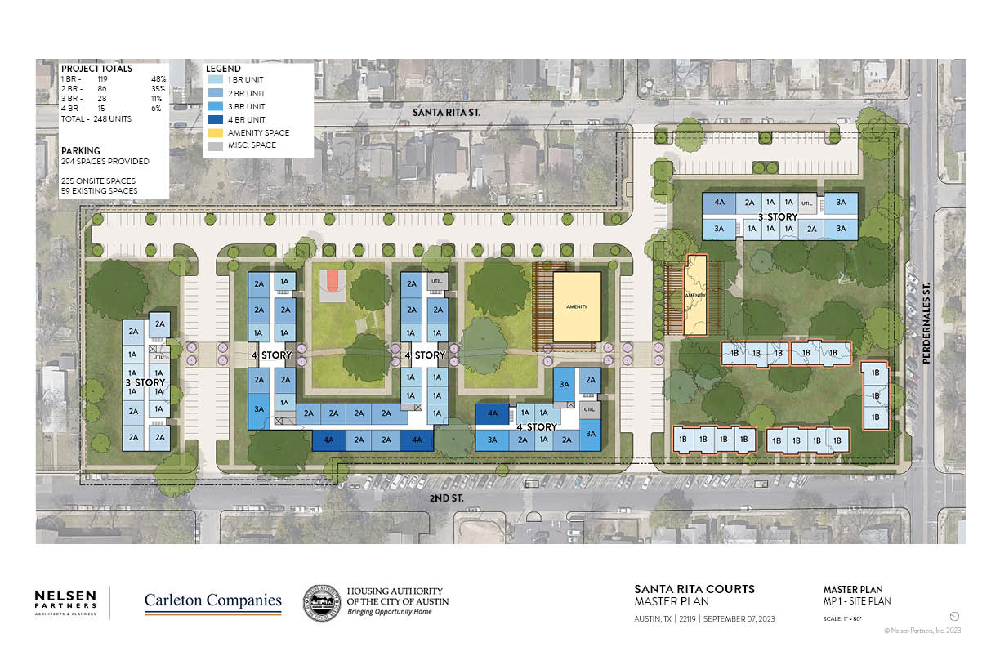 PROJECT TOTALS
1 BR - 119 48%
2 BR - 86 35%
3 BR - 28 11%
4 BR- 15 6%
TOTAL - 248 UNITS
PARKING
294 SPACES PROVIDED
235 ONSITE SPACES
59 EXISTING SPACES
LEGEND
1 BR UNIT
2 BR UNIT
3 BR UNIT
4 BR UNIT
AMENITY SPACE
MISC. SPACE
SANTA RITA ST.
4A 2A 1A 1A UTIL 3A
3 STORY
3A 1A 1A 1A 2A 3A
2A
2A
1A
UTIL
1A 1A
3 STORY
1A 1A
2A 1A
2A 2A
2A 1A
2A 2A
1A 1A
4 STORY
2A 2A
3A 1A
2A 2A 2A 2A
4A 2A 2A 4A
2A UTIL
2A 2A
1A 1A
4 STORY
1A 1A
1A 1A
1A
AMENITY
3A 2A
UTIL
4A 1A 1A
4 STORY
3A 2A 1A 2A 3A
AMENITY
1B 1B 1B 1B 1B
1B
1B
1B
1B 1B 1B 1B
1B 1B 1B 1B
PERDERNALES ST.
2ND ST.
NELSEN
PARTNERS
ARCHITECTS & PLANNERS
Carleton Companies
HOUSING AUTHORITY
OF THE CITY OF AUSTIN
Bringing Opportunity Home
SANTA RITA COURTS
MASTER PLAN
AUSTIN, TX | 22119 | SEPTEMBER 07, 2023
MASTER PLAN
MP 1 - SITE PLAN
SCALE: 1" = 80'
© Nelsen Partners, Inc. 2023